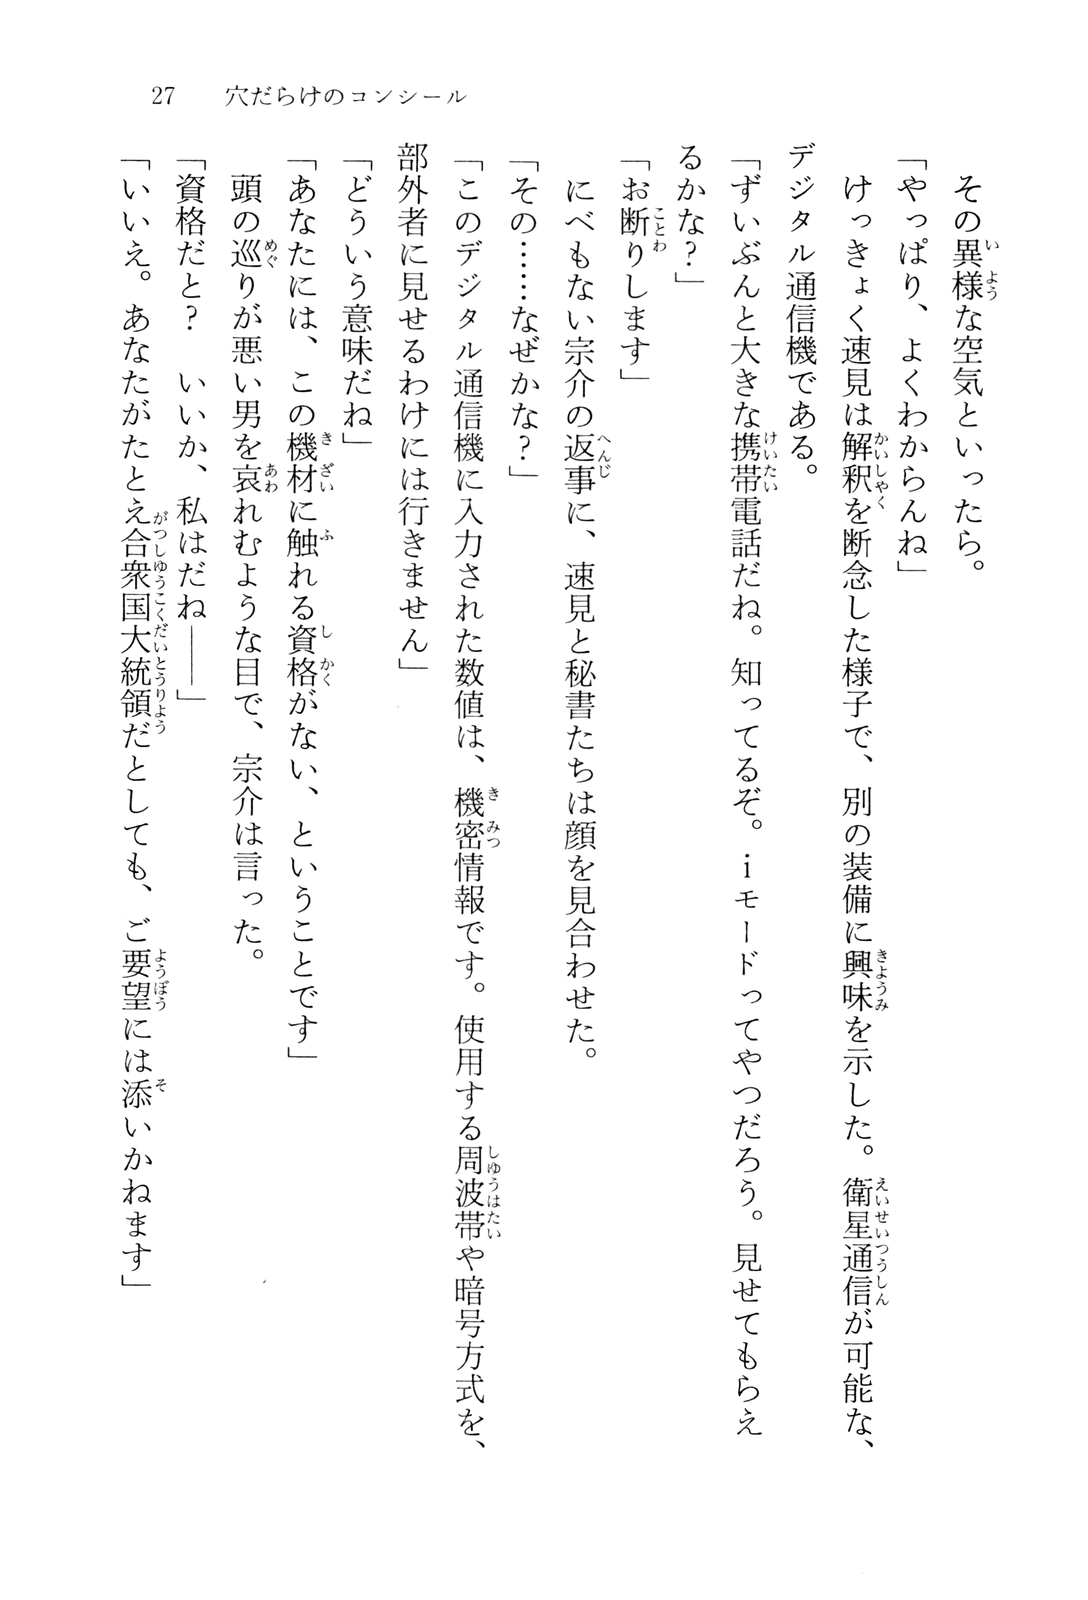 27　穴だらけのコンシール
その異様な空気といったら。
「やっぱり、よくわからんね」
けっきょく速見は解釈を断念した様子で、別の装備に興味を示した。衛星通信が可能な、
デジタル通信機である。
「ずいぶんと大きな携帯電話だね。知ってるぞ。ｉモードってやつだろう。見せてもらえ
るかな？」
「お断りします」
にべもない宗介の返事に、速見と秘書たちは顔を見合わせた。
「その……なぜかな？」
「このデジタル通信機に入力された数値は、機密情報です。使用する周波帯や暗号方式を、
部外者に見せるわけには行きません」
「どういう意味だね」
「あなたには、この機材に触れる資格がない、ということです」
頭の巡りが悪い男を哀れむような目で、宗介は言った。
「資格だと？　いいか、私はだね――」
「いいえ。あなたがたとえ合衆国大統領だとしても、ご要望には添いかねます」